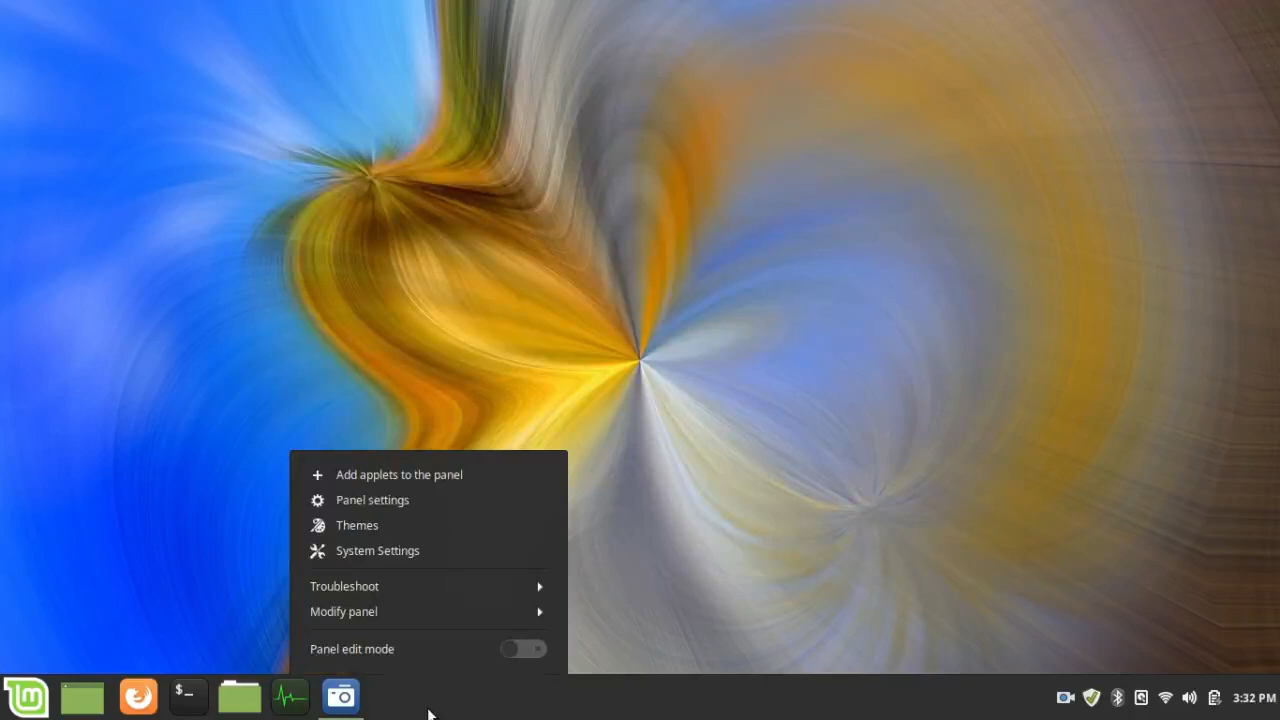 Add applets to the panel
Panel settings
Themes
System Settings
Troubleshoot
Modify panel
Panel edit mode
$_
3:32 PM